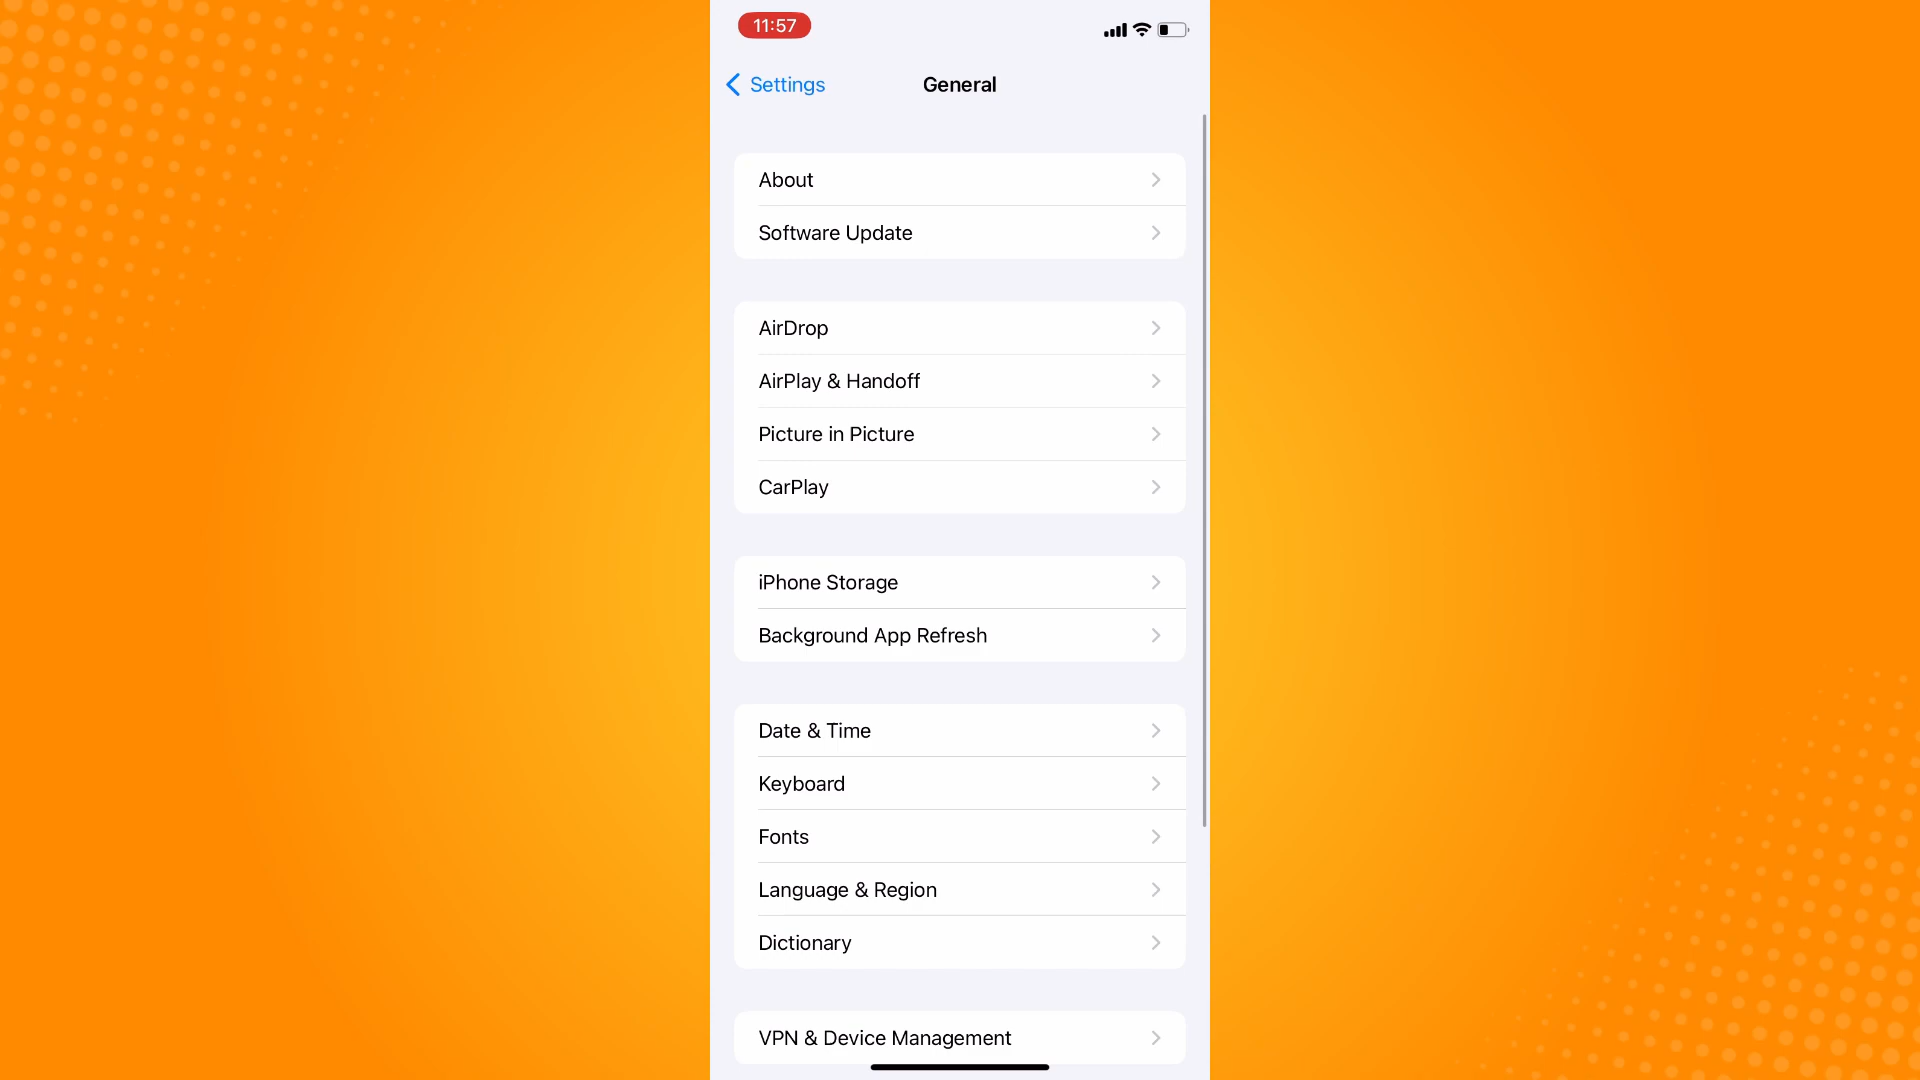 11:57
Settings
General
About
Software Update
AirDrop
AirPlay & Handoff
Picture in Picture
CarPlay
iPhone Storage
Background App Refresh
Date & Time
Keyboard
Fonts
Language & Region
Dictionary
VPN & Device Management